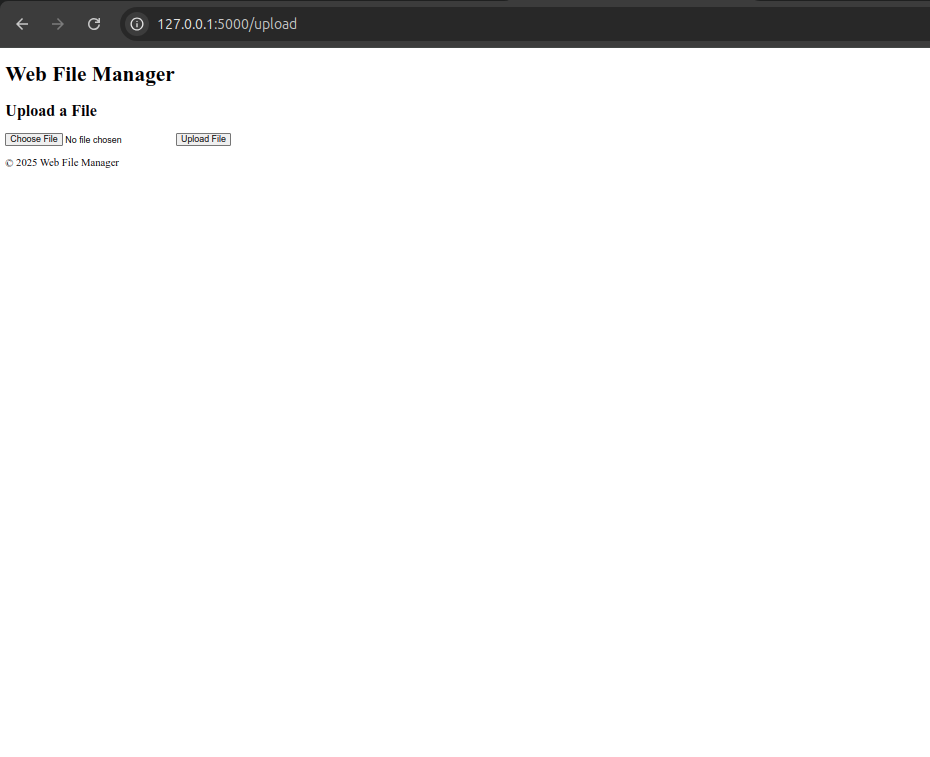 127.0.0.1:5000/upload
Web File Manager
Upload a File
Choose File No file chosen Upload File
© 2025 Web File Manager